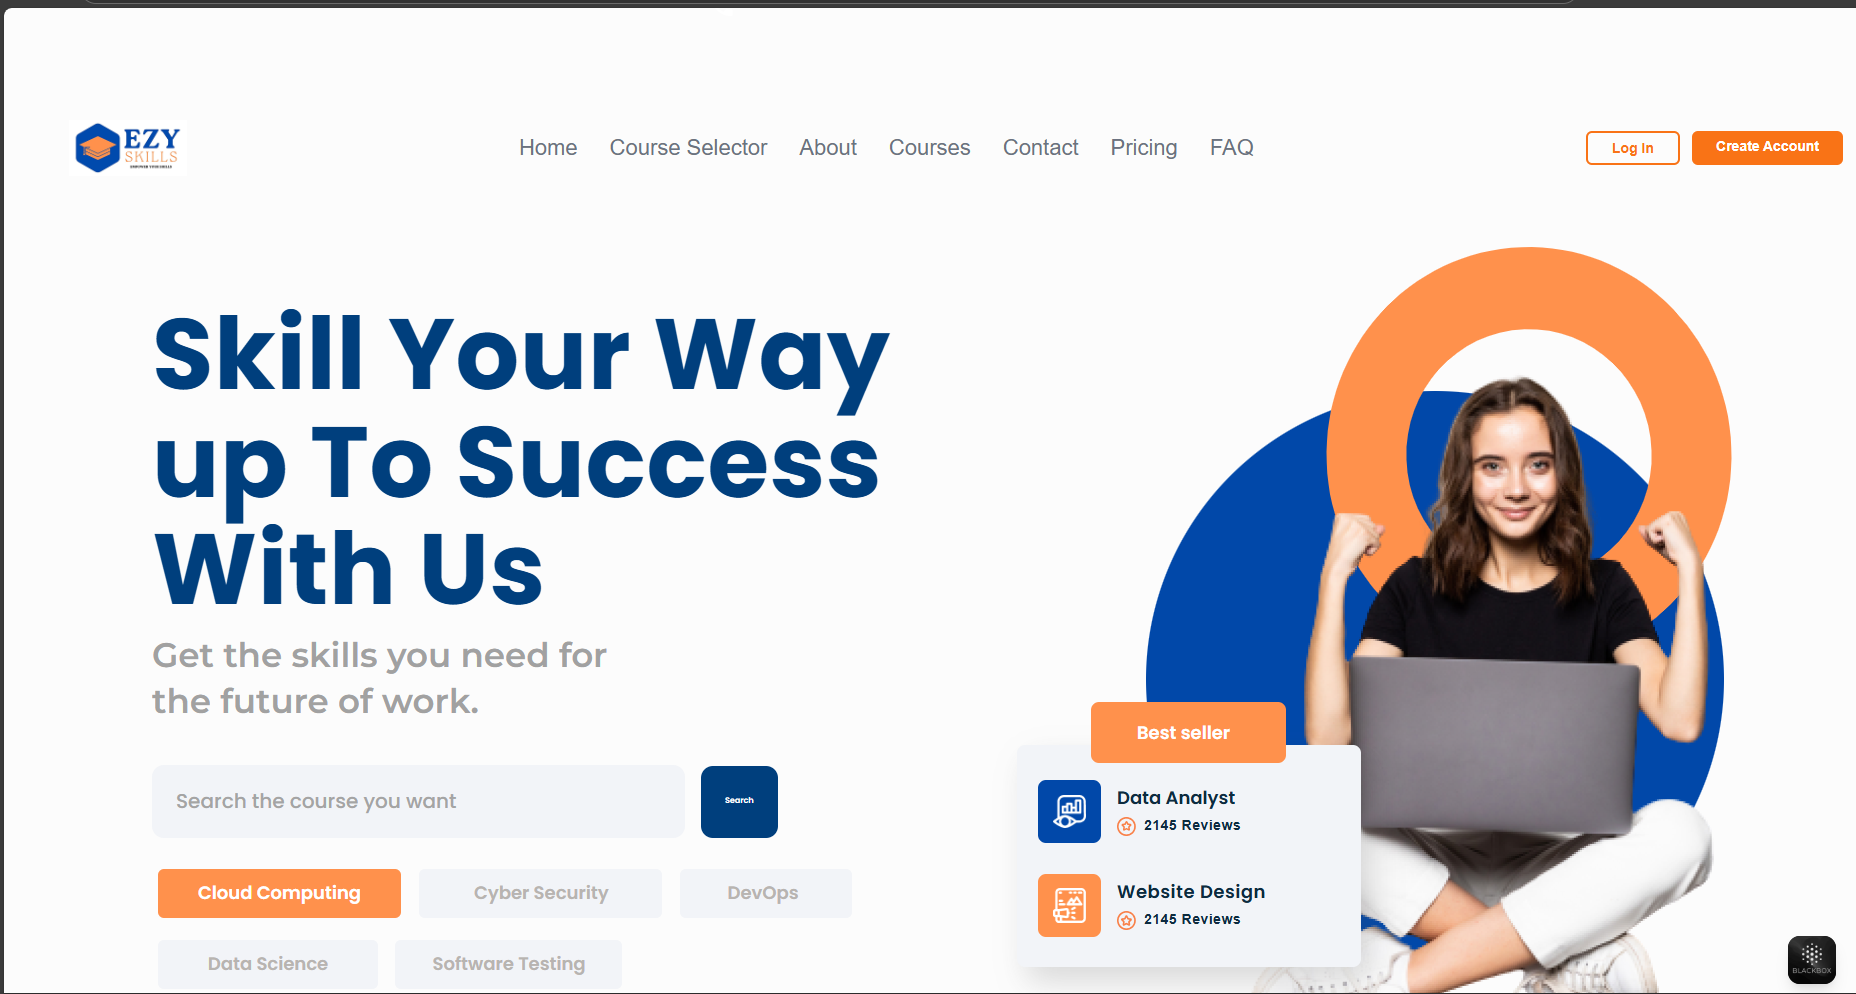 EZY
SKILLS
Home
Course Selector
About
Courses
Contact
Pricing
FAQ
Log In
Create Account
Skill Your Way
up To Success
With Us
Get the skills you need for
the future of work.
Search the course you want
Search
Cloud Computing
Cyber Security
DevOps
Data Science
Software Testing
Best seller
Data Analyst
2145 Reviews
Website Design
2145 Reviews
BLACKBOX